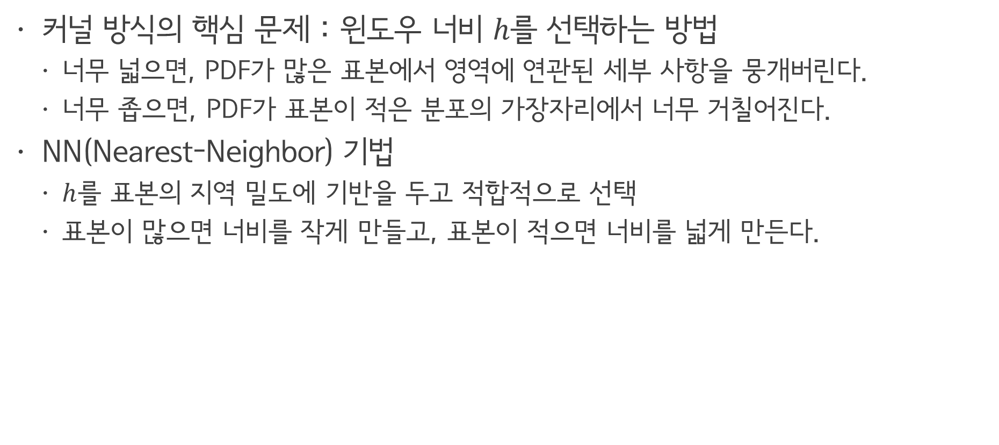 • 커널 방식의 핵심 문제 : 윈도우 너비 h를 선택하는 방법
• 너무 넓으면, PDF가 많은 표본에서 영역에 연관된 세부 사항을 뭉개버린다.
• 너무 좁으면, PDF가 표본이 적은 분포의 가장자리에서 너무 거칠어진다.
• NN(Nearest-Neighbor) 기법
• h를 표본의 지역 밀도에 기반을 두고 적합적으로 선택
• 표본이 많으면 너비를 작게 만들고, 표본이 적으면 너비를 넓게 만든다.